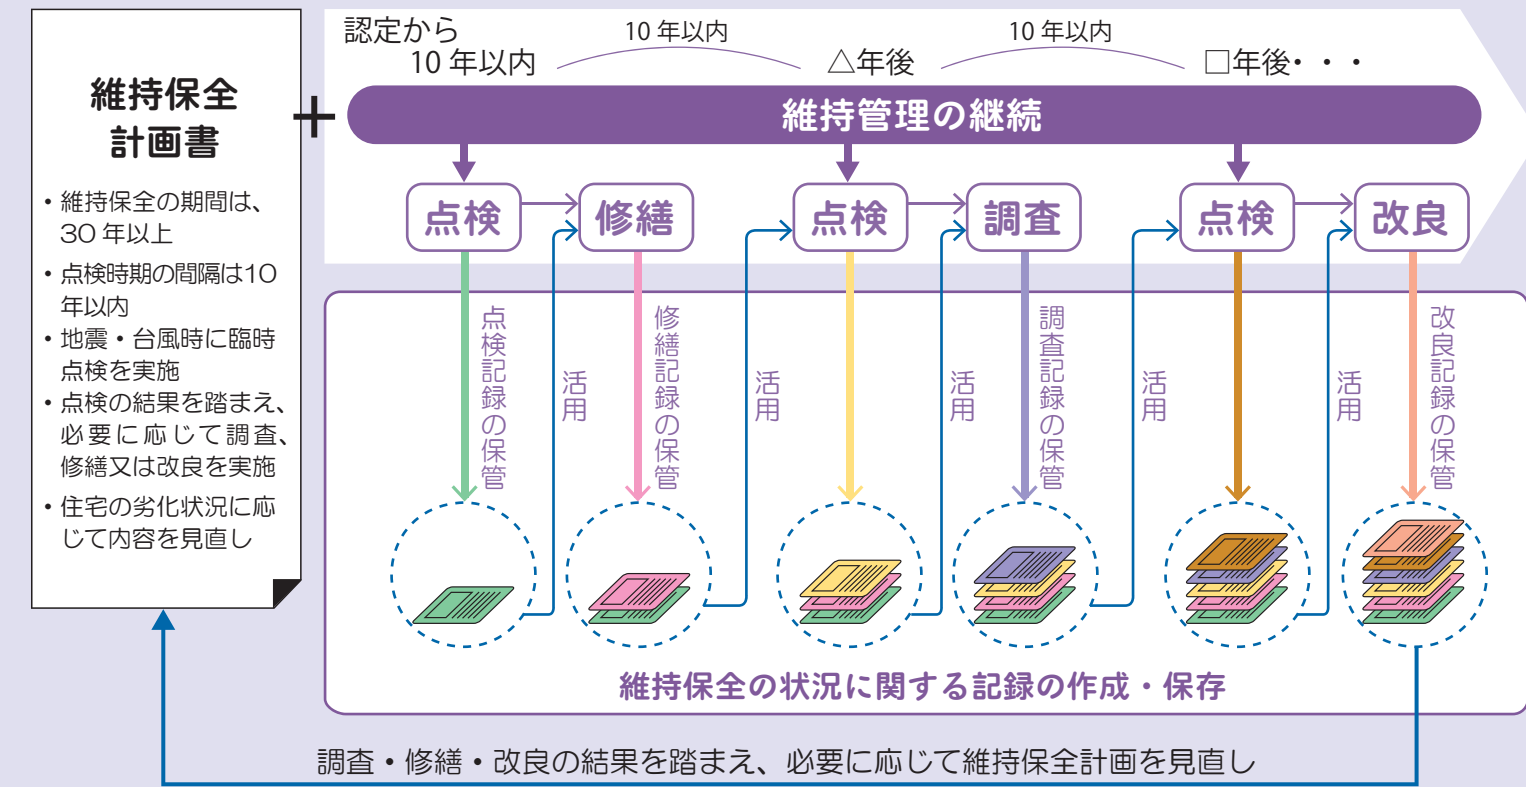 維持保全
計画書
・維持保全の期間は、
30 年以上
・点検時期の間隔は10
年以内
・地震・台風時に臨時
点検を実施
・点検の結果を踏まえ、
必要に応じて調査、
修繕又は改良を実施
・住宅の劣化状況に応
じて内容を見直し
+
認定から
10 年以内
10 年以内
△年後
10 年以内
□年後・・・
維持管理の継続
点検
修繕
点検
調査
点検
改良
点検記録の保管
活用
修繕記録の保管
活用
活用
調査記録の保管
活用
活用
改良記録の保管
維持保全の状況に関する記録の作成・保存
調査・修繕・改良の結果を踏まえ、必要に応じて維持保全計画を見直し